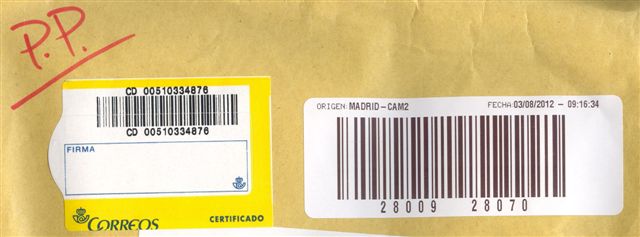 P.P.
CD 00510334876
CD 00510334876
FIRMA
CORREOS CERTIFICADO
ORIGEN: MADRID-CAM2 FECHA: 03/08/2012 - 09:16:34
28009 28070